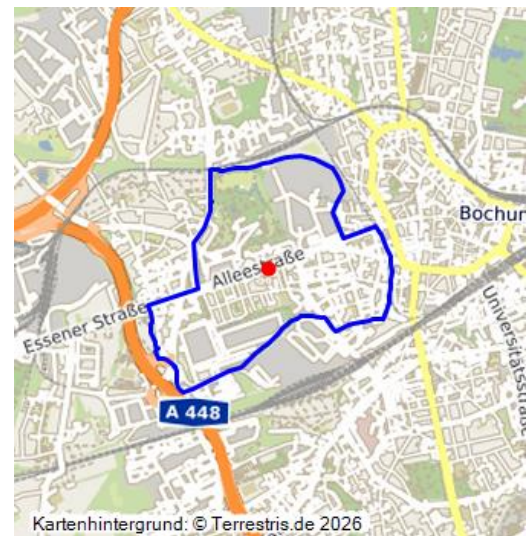 Bochum
Alleestraße
Essener Straße
Universitätsstraße
A 448
Kartenhintergrund: © Terrestris.de 2026